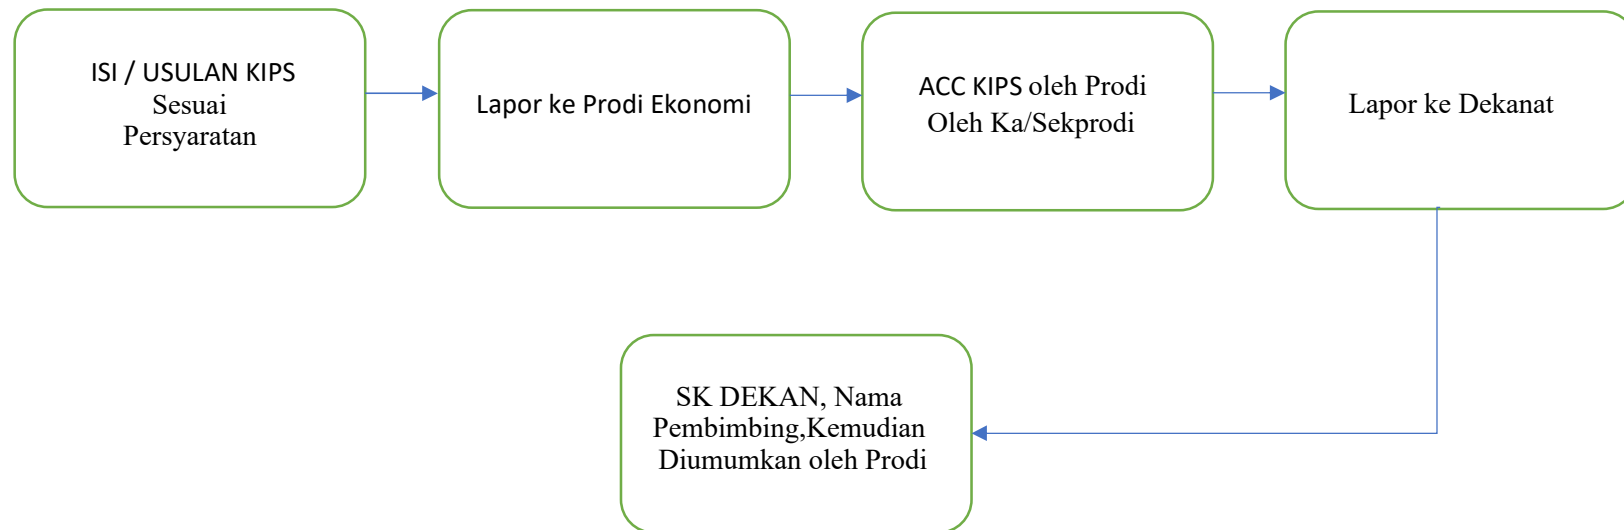 ISI / USULAN KIPS
Sesuai
Persyaratan
Lapor ke Prodi Ekonomi
ACC KIPS oleh Prodi
Oleh Ka/Sekprodi
Lapor ke Dekanat
SK DEKAN, Nama
Pembimbing,Kemudian
Diumumkan oleh Prodi